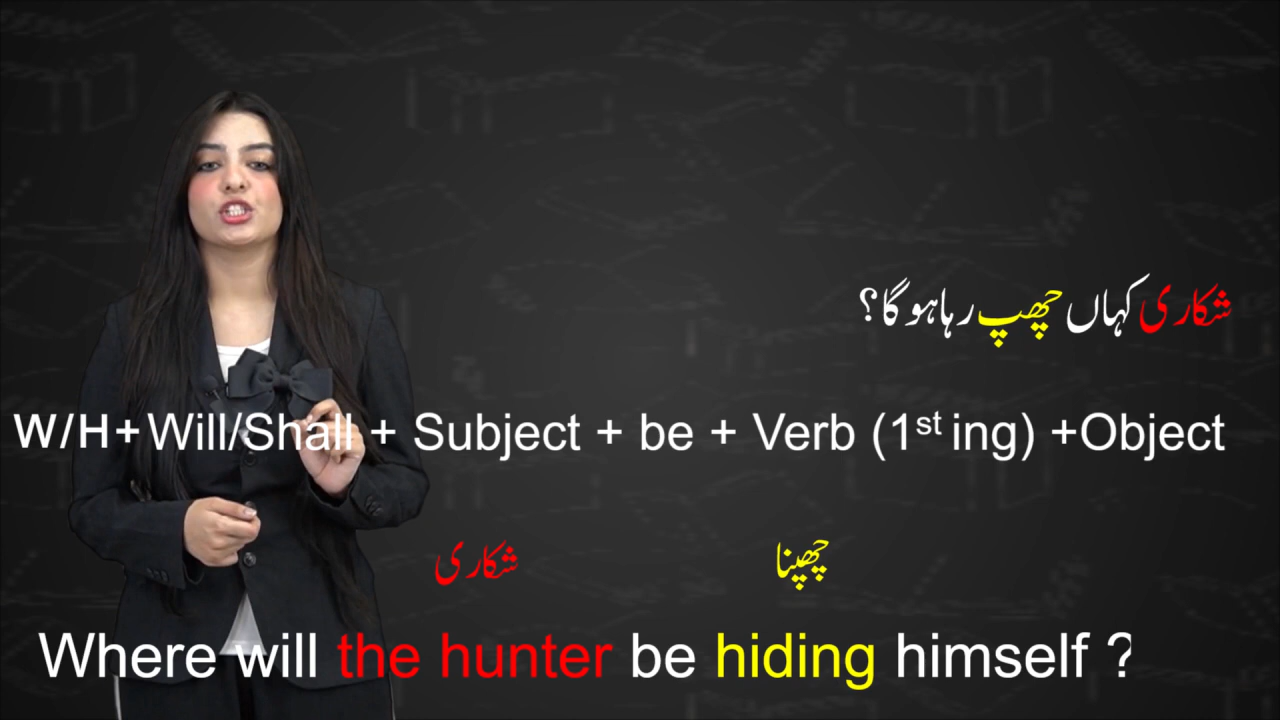 شکاری کہاں چھپ رہا ہو گا؟
W/H+ Will/Shall + Subject + be + Verb (1st ing) +Object
شکاری چھپنا
Where will the hunter be hiding himself ?